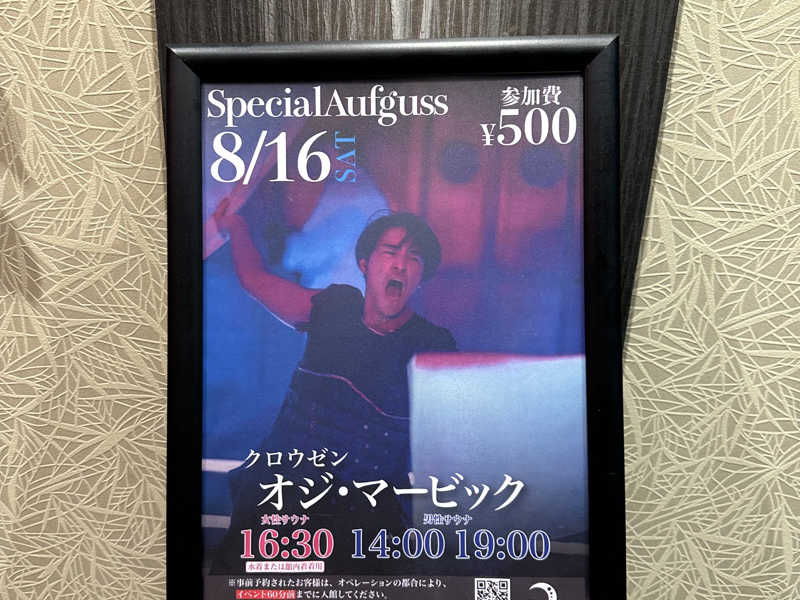 Special Aufguss
参加費
¥500
8/16 SAT
クロウゼン
オジ・マービック
女性サウナ
16:30
水着または館内着着用
男性サウナ
14:00 19:00
※事前予約されたお客様は、オペレーションの都合により、
イベント60分前までに入館してください。